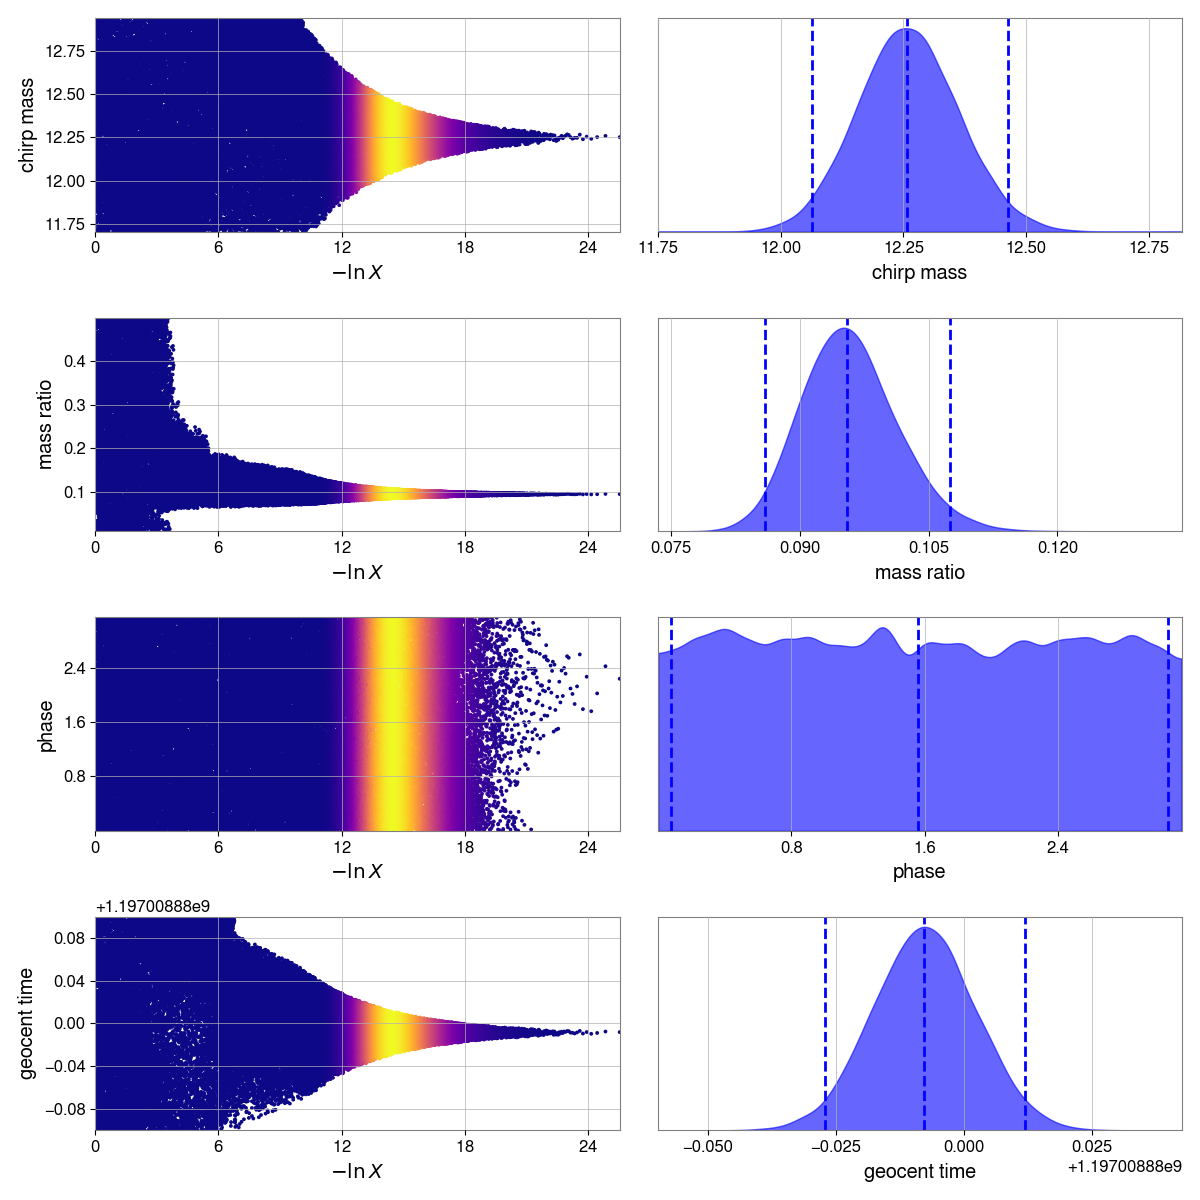 12.75
12.50
12.25
12.00
11.75
chirp mass
0 6 12 18 24
−ln X
11.75 12.00 12.25 12.50 12.75
chirp mass
0.4
0.3
0.2
0.1
mass ratio
0 6 12 18 24
−ln X
0.075 0.090 0.105 0.120
mass ratio
2.4
1.6
0.8
phase
0 6 12 18 24
−ln X
0.8 1.6 2.4
phase
+1.19700888e9
0.08
0.04
0.00
−0.04
−0.08
geocent time
0 6 12 18 24
−ln X
−0.050 −0.025 0.000 0.025
+1.19700888e9
geocent time